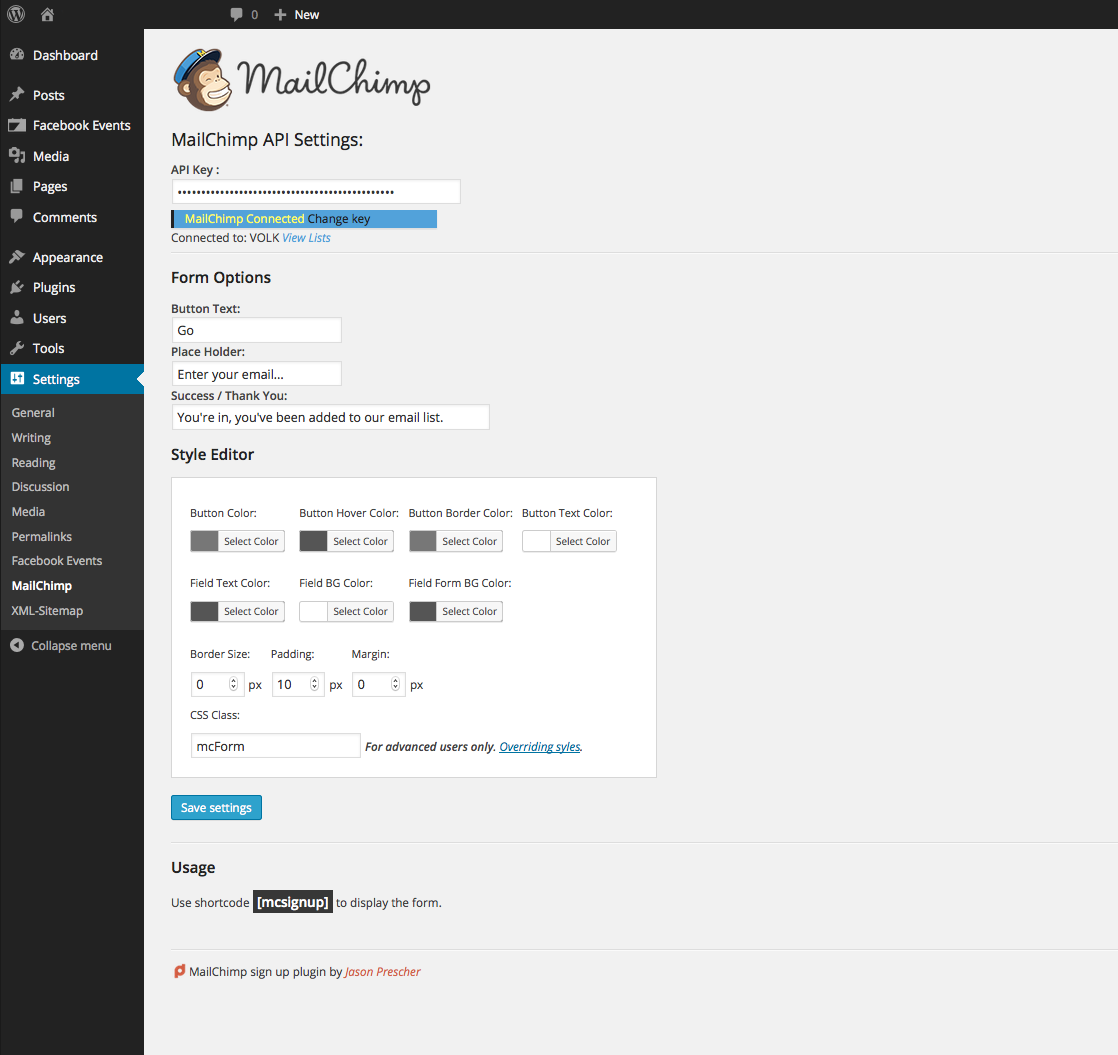 0 New
Dashboard
Posts
Facebook Events
Media
Pages
Comments
Appearance
Plugins
Users
Tools
Settings
General
Writing
Reading
Discussion
Media
Permalinks
Facebook Events
MailChimp
XML-Sitemap
Collapse menu
MailChimp
MailChimp API Settings:
API Key :
MailChimp Connected Change key
Connected to: VOLK View Lists
Form Options
Button Text:
Go
Place Holder:
Enter your email...
Success / Thank You:
You're in, you've been added to our email list.
Style Editor
Button Color: Button Hover Color: Button Border Color: Button Text Color:
Select Color Select Color Select Color Select Color
Field Text Color: Field BG Color: Field Form BG Color:
Select Color Select Color Select Color
Border Size: Padding: Margin:
0 px 10 px 0 px
CSS Class:
mcForm For advanced users only. Overriding syles.
Save settings
Usage
Use shortcode [mcsignup] to display the form.
MailChimp sign up plugin by Jason Prescher